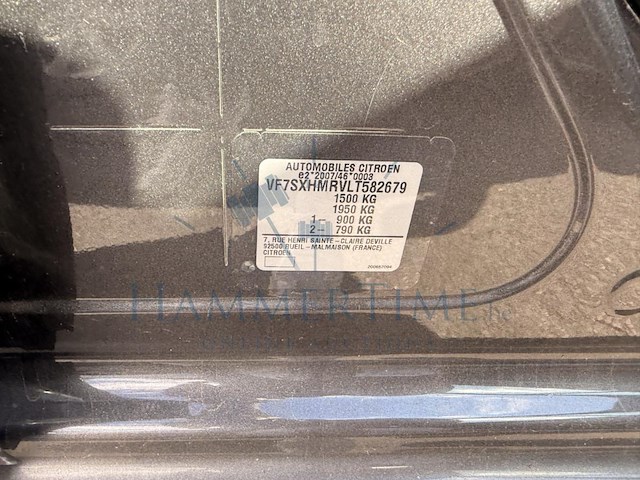 AUTOMOBILES CITROEN
e2*2007/46*0003
VF7SXHMRVLT582679
1500 KG
1950 KG
1– 900 KG
2– 790 KG
7, RUE HENRI SAINTE – CLAIRE DEVILLE
92500 RUEIL – MALMAISON (FRANCE)
CITROEN
HAMMERTIME.be